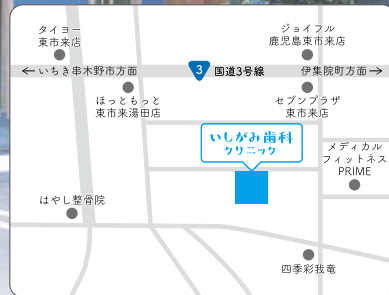 タイヨー
東市来店
ジョイフル
鹿児島東市来店
←いちき串木野市方面
3
国道3号線
伊集院町方面→
ほっともっと
東市来湯田店
セブンプラザ
東市来店
いしがみ歯科
クリニック
メディカル
フィットネス
PRIME
はやし整骨院
四季彩我竜